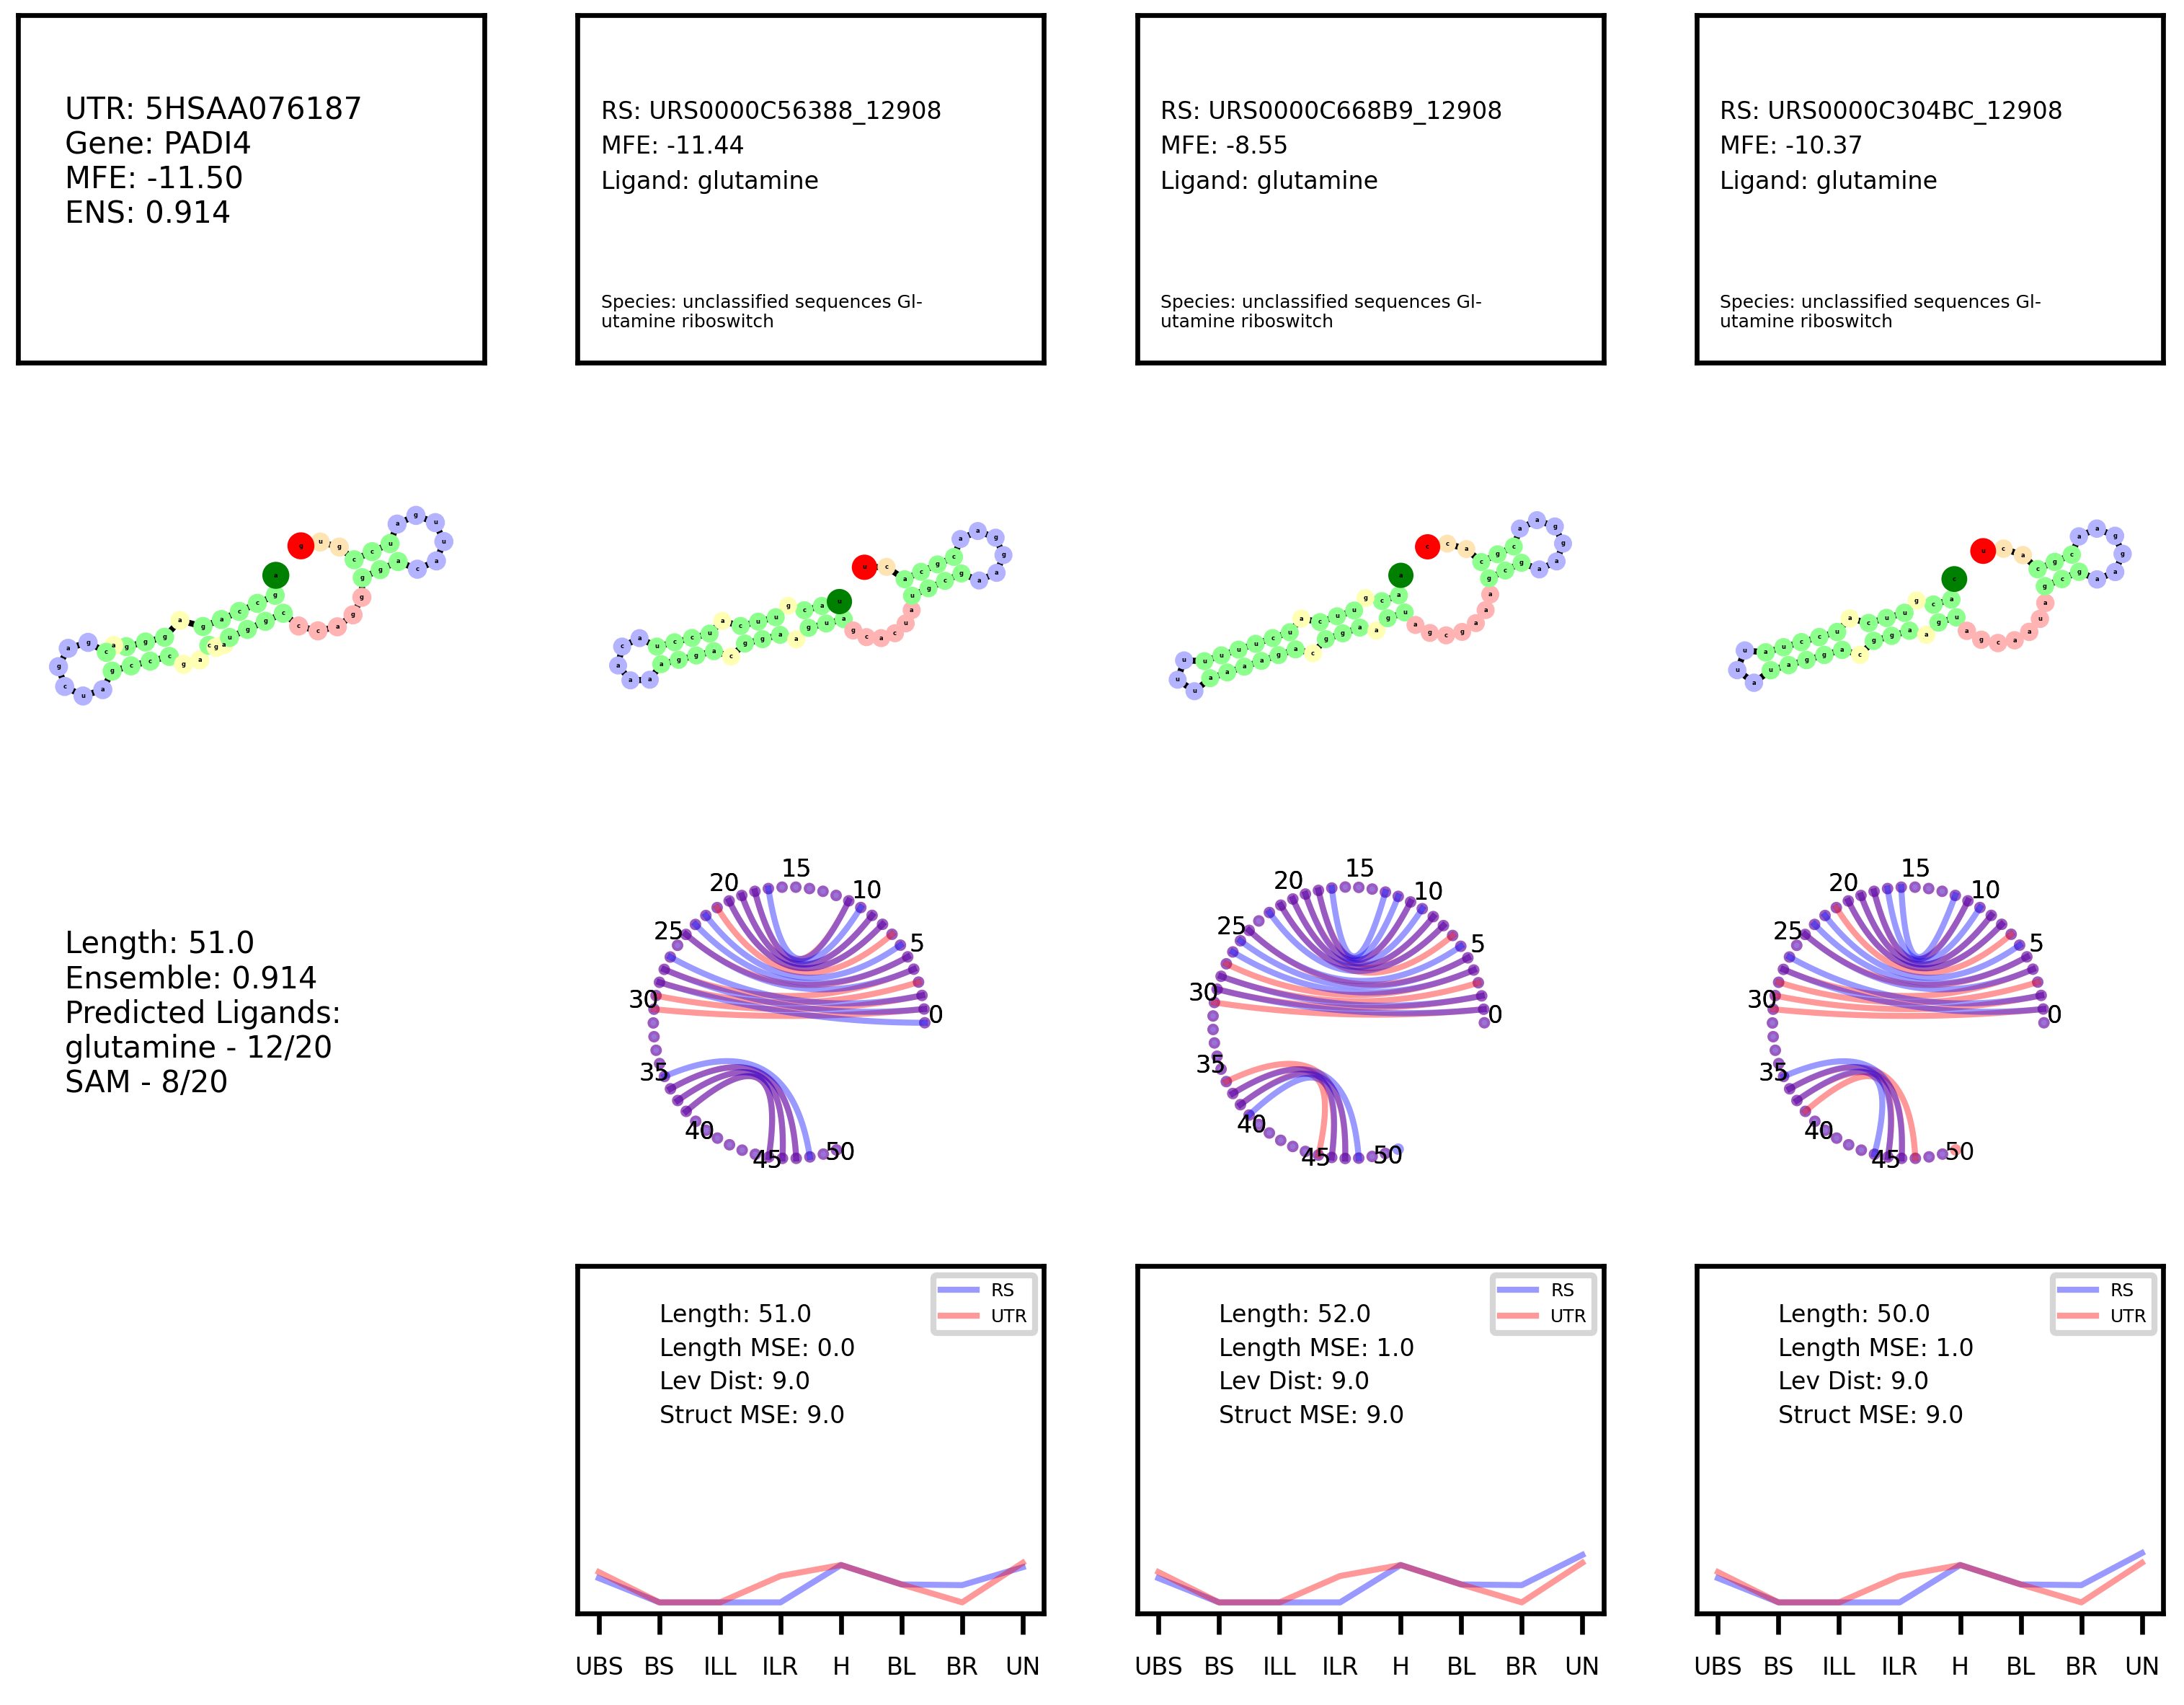 UTR: 5HSAA076187
Gene: PADI4
MFE: -11.50
ENS: 0.914
RS: URS0000C56388_12908
MFE: -11.44
Ligand: glutamine
Species: unclassified sequences Gl-
utamine riboswitch
RS: URS0000C668B9_12908
MFE: -8.55
Ligand: glutamine
Species: unclassified sequences Gl-
utamine riboswitch
RS: URS0000C304BC_12908
MFE: -10.37
Ligand: glutamine
Species: unclassified sequences Gl-
utamine riboswitch
Length: 51.0
Ensemble: 0.914
Predicted Ligands:
glutamine - 12/20
SAM - 8/20
0
5
10
15
20
25
30
35
40
45
50
0
5
10
15
20
25
30
35
40
45
50
0
5
10
15
20
25
30
35
40
45
50
RS
UTR
Length: 51.0
Length MSE: 0.0
Lev Dist: 9.0
Struct MSE: 9.0
UBS BS ILL ILR H BL BR UN
RS
UTR
Length: 52.0
Length MSE: 1.0
Lev Dist: 9.0
Struct MSE: 9.0
UBS BS ILL ILR H BL BR UN
RS
UTR
Length: 50.0
Length MSE: 1.0
Lev Dist: 9.0
Struct MSE: 9.0
UBS BS ILL ILR H BL BR UN